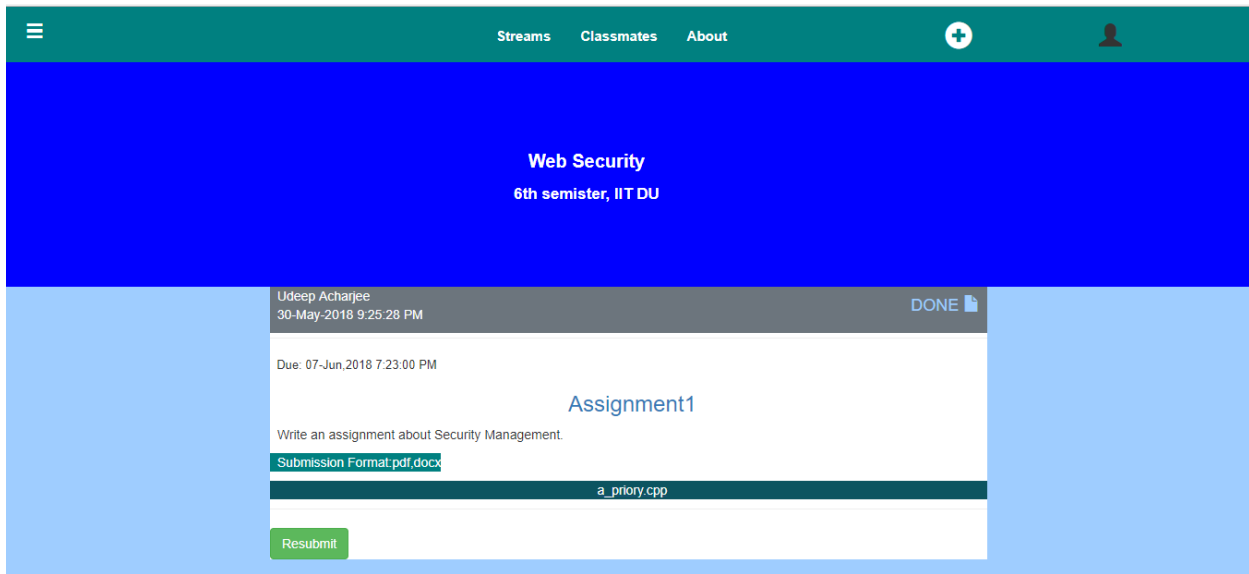 Streams Classmates About
Web Security
6th semister, IIT DU
Udeep Acharjee
30-May-2018 9:25:28 PM
DONE
Due: 07-Jun,2018 7:23:00 PM
Assignment1
Write an assignment about Security Management.
Submission Format:pdf,docx
a_priory.cpp
Resubmit